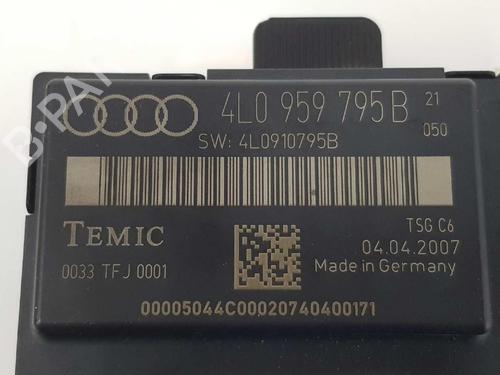 4L0 959 795 B 21
050
SW: 4L0910795B
TEMIC
TSG C6
04.04.2007
0033 TFJ 0001
Made in Germany
00005044C00020740400171
B-PARTS